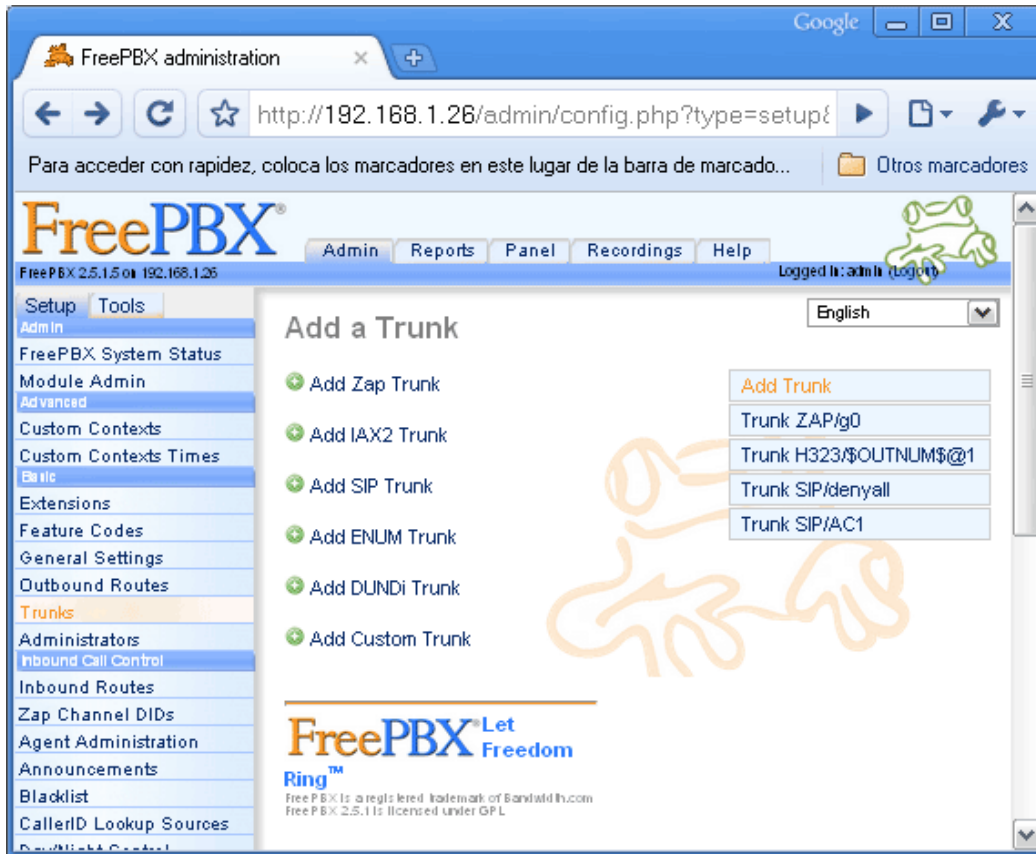 Google
FreePBX administration
http://192.168.1.26/admin/config.php?type=setup&
Para acceder con rapidez, coloca los marcadores en este lugar de la barra de marcado...
Otros marcadores
FreePBX®
Admin Reports Panel Recordings Help
FreePBX 2.5.1.5 on 192.168.1.26
Logged in: admin (Logout)
Setup Tools
English
Admin
FreePBX System Status
Module Admin
Advanced
Custom Contexts
Custom Contexts Times
Basic
Extensions
Feature Codes
General Settings
Outbound Routes
Trunks
Administrators
Inbound Call Control
Inbound Routes
Zap Channel DIDs
Agent Administration
Announcements
Blacklist
CallerID Lookup Sources
Day/Night Control
Add a Trunk
Add Zap Trunk
Add IAX2 Trunk
Add SIP Trunk
Add ENUM Trunk
Add DUNDi Trunk
Add Custom Trunk
Add Trunk
Trunk ZAP/g0
Trunk H323/$OUTNUM$@1
Trunk SIP/denyall
Trunk SIP/AC1
FreePBX® Let
Freedom
Ring™
FreePBX is a registered trademark of Bandwidth.com
FreePBX 2.5.1 is licensed under GPL